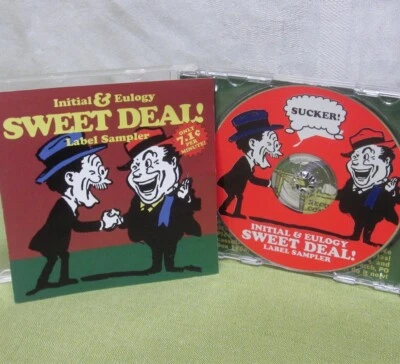 Initial & Eulogy
SWEET DEAL!
Label Sampler
ONLY
7.1¢
PER
MINUTE!
SUCKER!
INITIAL & EULOGY
SWEET DEAL!
LABEL SAMPLER